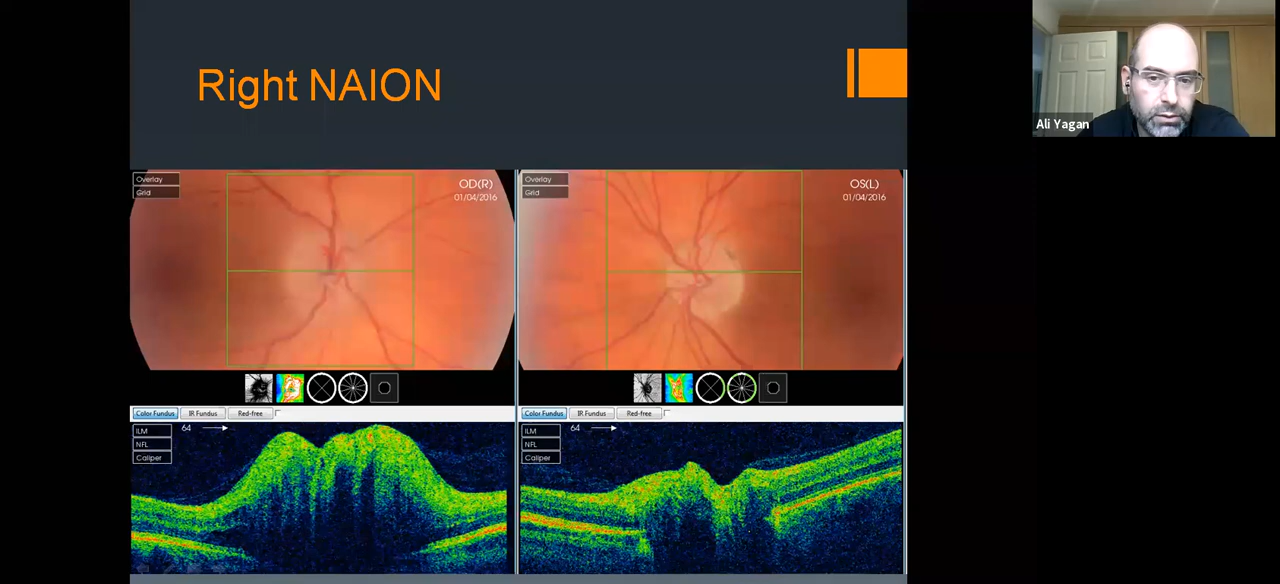 Right NAION
Ali Yagan
Overlay
Grid
OD(R)
01/04/2016
Overlay
Grid
OS(L)
01/04/2016
Color Fundus
IR Fundus
Red-free
Color Fundus
IR Fundus
Red-free
ILM
NFL
Caliper
64
ILM
NFL
Caliper
64